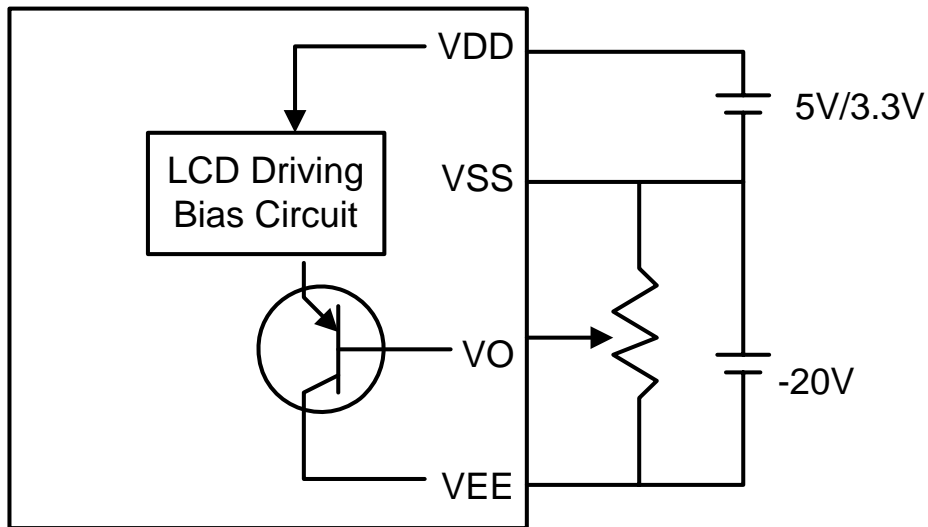 VDD
5V/3.3V
LCD Driving
Bias Circuit
VSS
VO
-20V
VEE